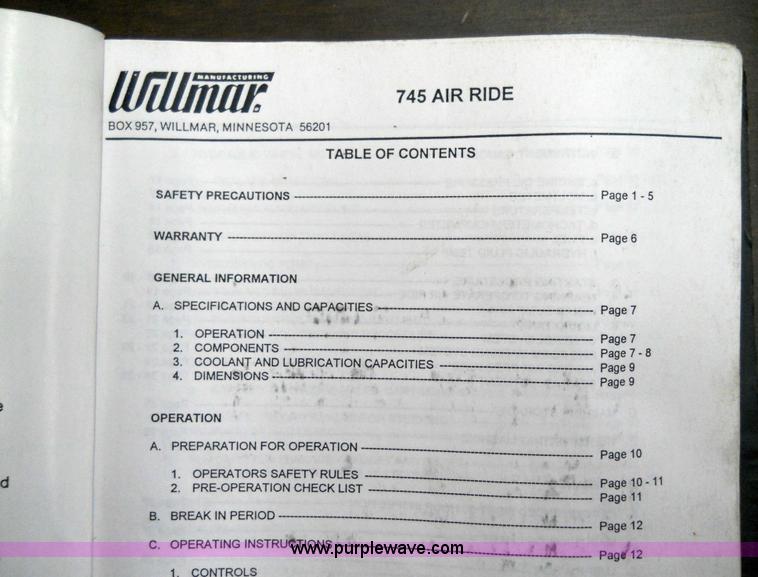 MANUFACTURING
Willmar
745 AIR RIDE
BOX 957, WILLMAR, MINNESOTA 56201
TABLE OF CONTENTS
SAFETY PRECAUTIONS Page 1 - 5
WARRANTY Page 6
GENERAL INFORMATION
A. SPECIFICATIONS AND CAPACITIES Page 7
1. OPERATION Page 7
2. COMPONENTS Page 7 - 8
3. COOLANT AND LUBRICATION CAPACITIES Page 9
4. DIMENSIONS Page 9
OPERATION
A. PREPARATION FOR OPERATION Page 10
1. OPERATORS SAFETY RULES Page 10 - 11
2. PRE-OPERATION CHECK LIST Page 11
B. BREAK IN PERIOD Page 12
C. OPERATING INSTRUCTIONS Page 12
1. CONTROLS
www.purplewave.com